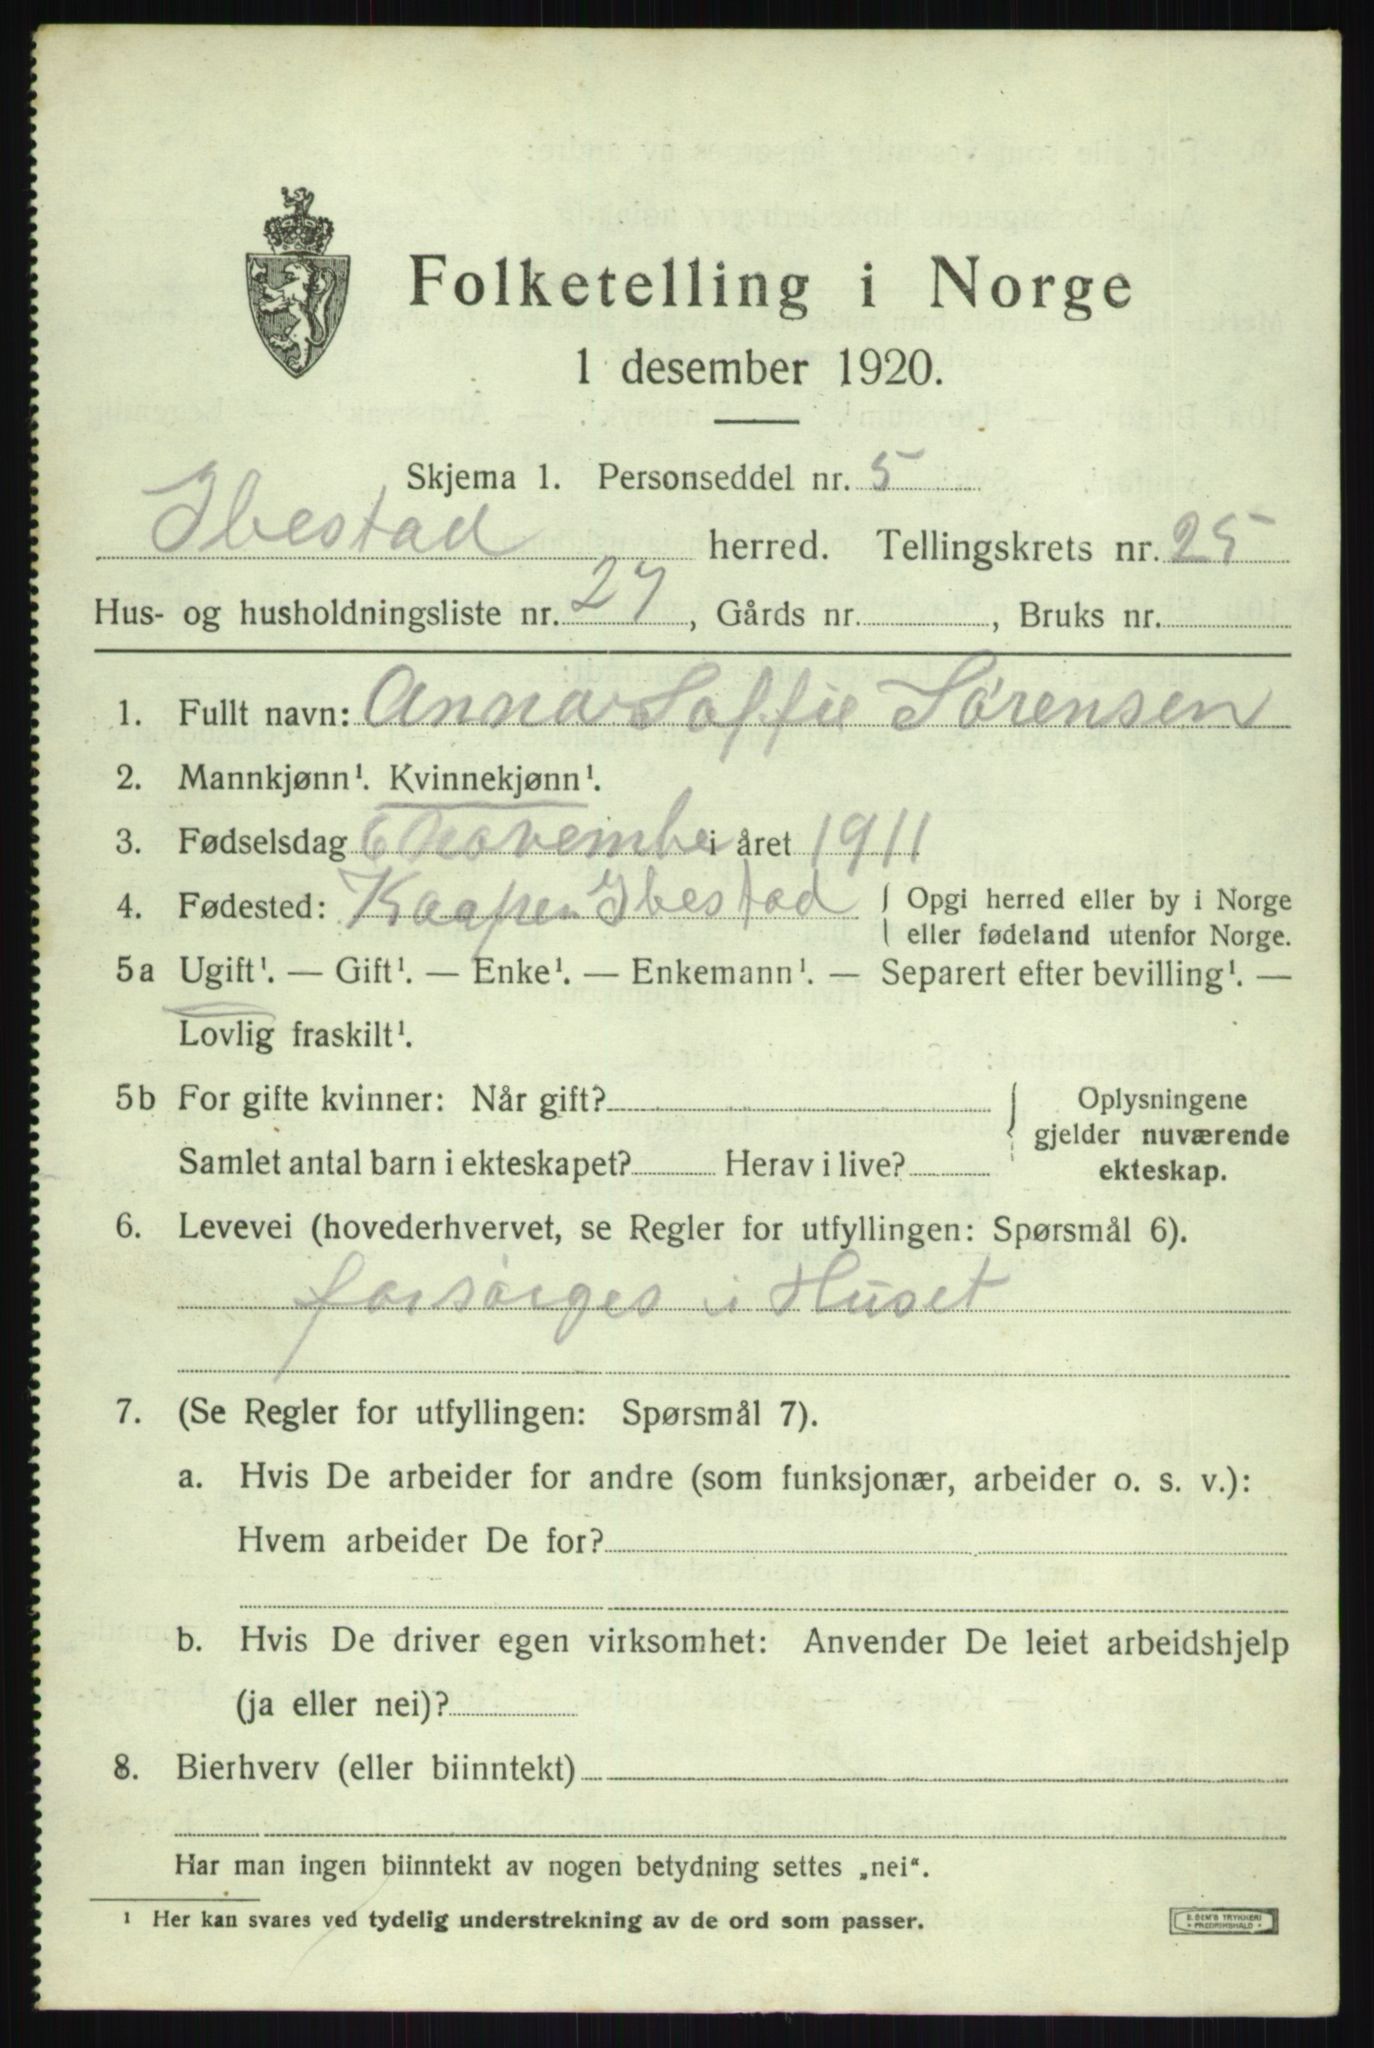 Folketelling i Norge
1 desember 1920.
Skjema 1. Personseddel nr. 5
Ibestad herred. Tellingskrets nr. 25
Hus- og husholdningsliste nr. 27, Gårds nr. , Bruks nr.
1. Fullt navn: Anna Soffie Sørensen
2. Mannkjønn¹. Kvinnekjønn¹.
3. Fødselsdag 6 November i året 1911
4. Fødested: Ibestad { Opgi herred eller by i Norge
eller fødeland utenfor Norge.
5a Ugift¹. — Gift¹. — Enke¹. — Enkemann¹. — Separert efter bevilling¹. —
Lovlig fraskilt¹.
5b For gifte kvinner: Når gift? } Oplysningene
gjelder nuværende
Samlet antal barn i ekteskapet? Herav i live? ekteskap.
6. Levevei (hovederhvervet, se Regler for utfyllingen: Spørsmål 6).
forsørges i Huset
7. (Se Regler for utfyllingen: Spørsmål 7).
a. Hvis De arbeider for andre (som funksjonær, arbeider o. s. v.):
Hvem arbeider De for?
b. Hvis De driver egen virksomhet: Anvender De leiet arbeidshjelp
(ja eller nei)?
8. Bierhverv (eller biinntekt)
Har man ingen biinntekt av nogen betydning settes „nei“.
¹ Her kan svares ved tydelig understrekning av de ord som passer.
E. SEM'S TRYKKERI
FREDRIKSHALD